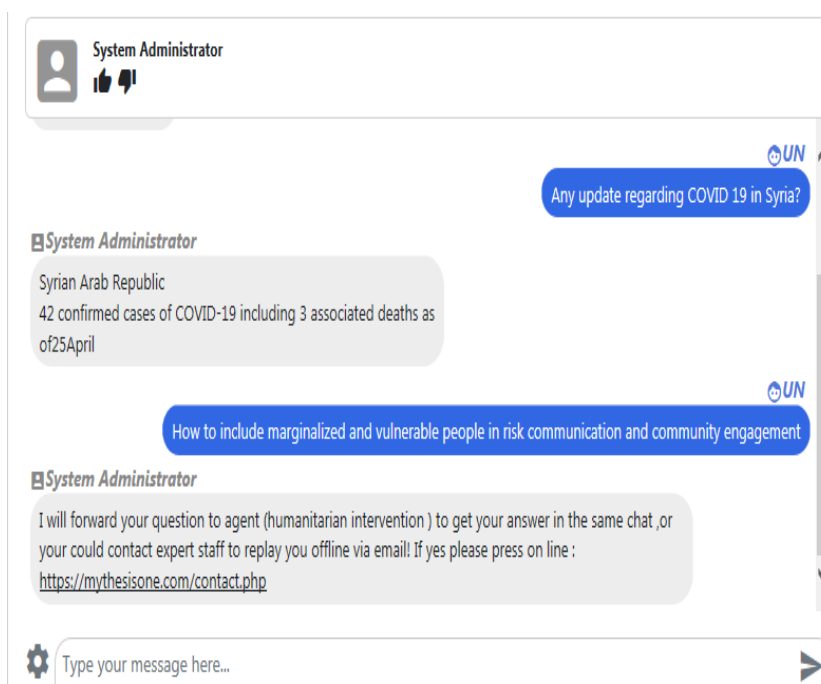 System Administrator
UN
Any update regarding COVID 19 in Syria?
System Administrator
Syrian Arab Republic
42 confirmed cases of COVID-19 including 3 associated deaths as
of25April
UN
How to include marginalized and vulnerable people in risk communication and community engagement
System Administrator
I will forward your question to agent (humanitarian intervention ) to get your answer in the same chat ,or
your could contact expert staff to replay you offline via email! If yes please press on line :
https://mythesisone.com/contact.php
Type your message here...